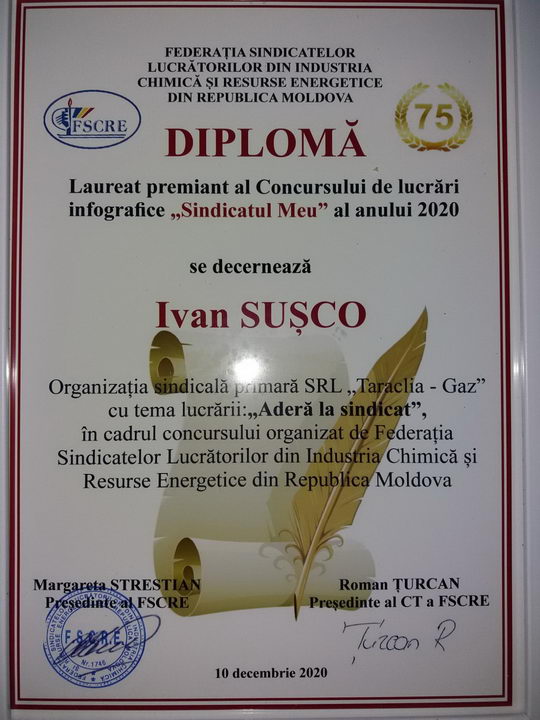 FEDERAȚIA SINDICATELOR
LUCRĂTORILOR DIN INDUSTRIA
CHIMICĂ ȘI RESURSE ENERGETICE
DIN REPUBLICA MOLDOVA
FSCRE
75
DIPLOMĂ
Laureat premiant al Concursului de lucrări
infografice „Sindicatul Meu” al anului 2020
se decernează
Ivan SUȘCO
Organizația sindicală primară SRL „Taraclia - Gaz”
cu tema lucrării:„Aderă la sindicat”,
în cadrul concursului organizat de Federația
Sindicatelor Lucrătorilor din Industria Chimică și
Resurse Energetice din Republica Moldova
Margareta STRESTIAN
Președinte al FSCRE
Roman ȚURCAN
Președinte al CT a FSCRE
F.S.C.R.E.
Nr.1746
Țurcan R
10 decembrie 2020